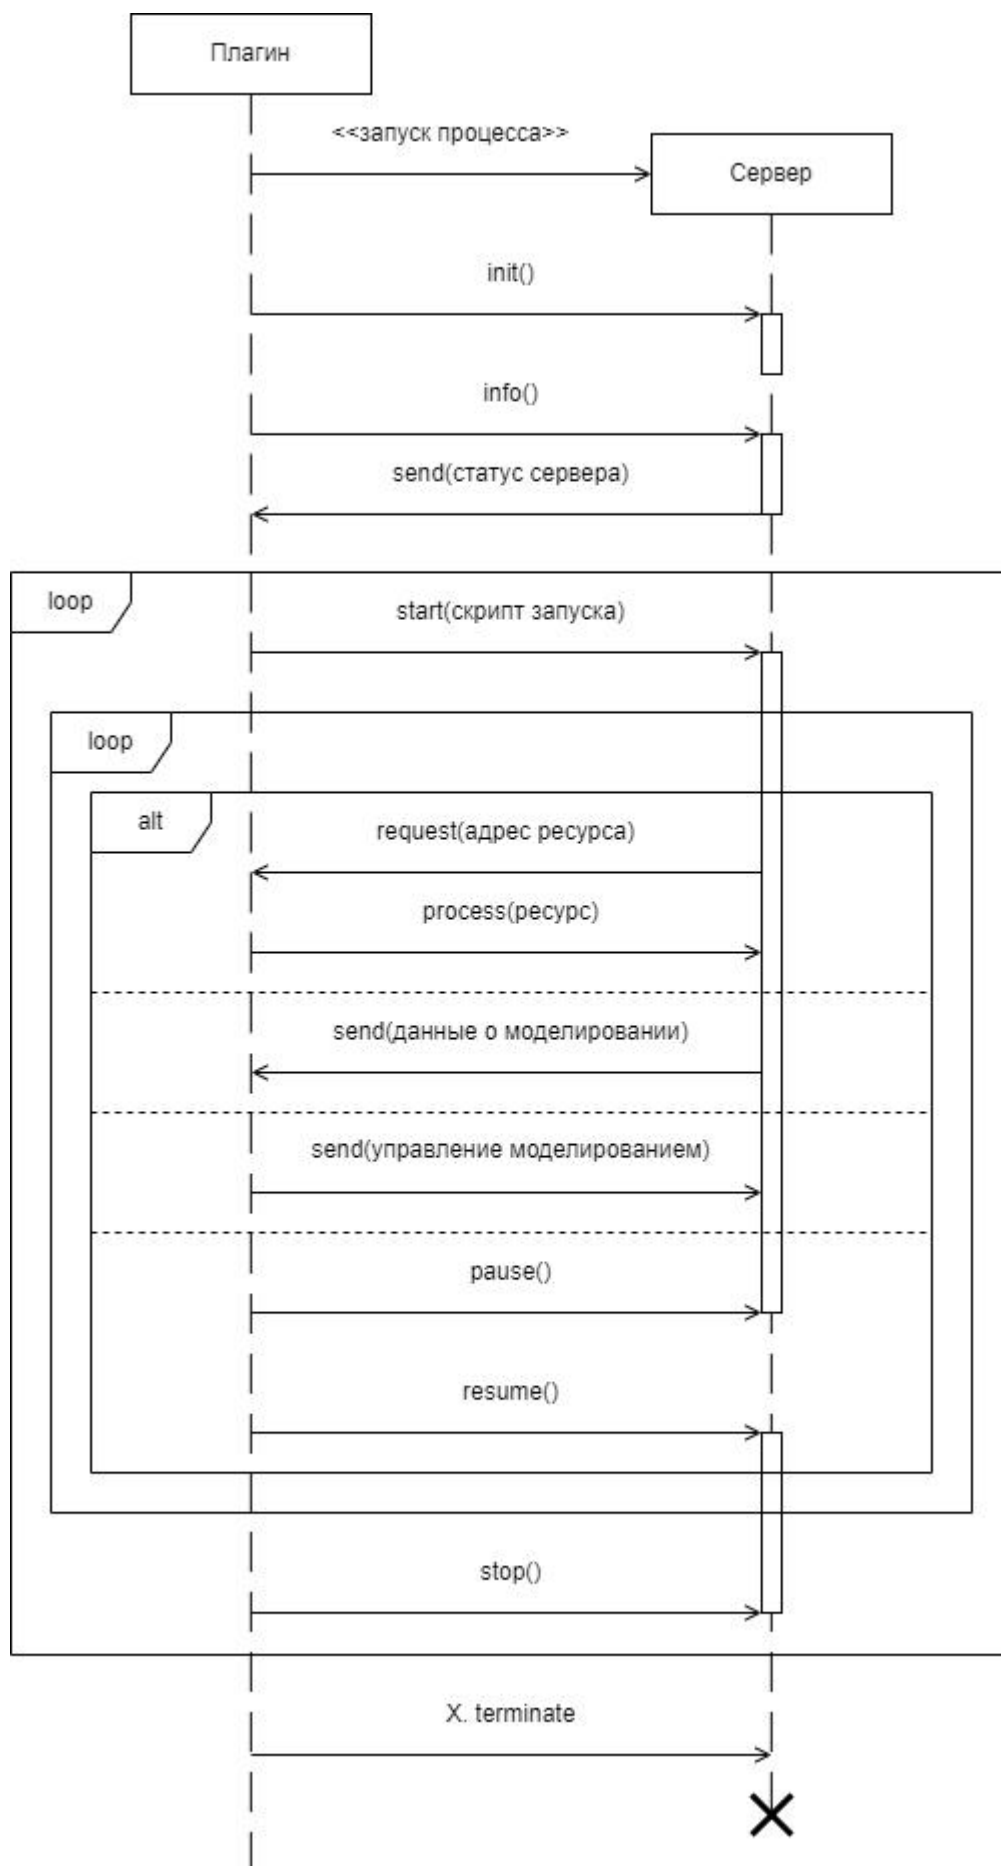 Плагин
<<запуск процесса>>
Сервер
init()
info()
send(статус сервера)
loop
start(скрипт запуска)
loop
alt
request(адрес ресурса)
process(ресурс)
send(данные о моделировании)
send(управление моделированием)
pause()
resume()
stop()
X. terminate